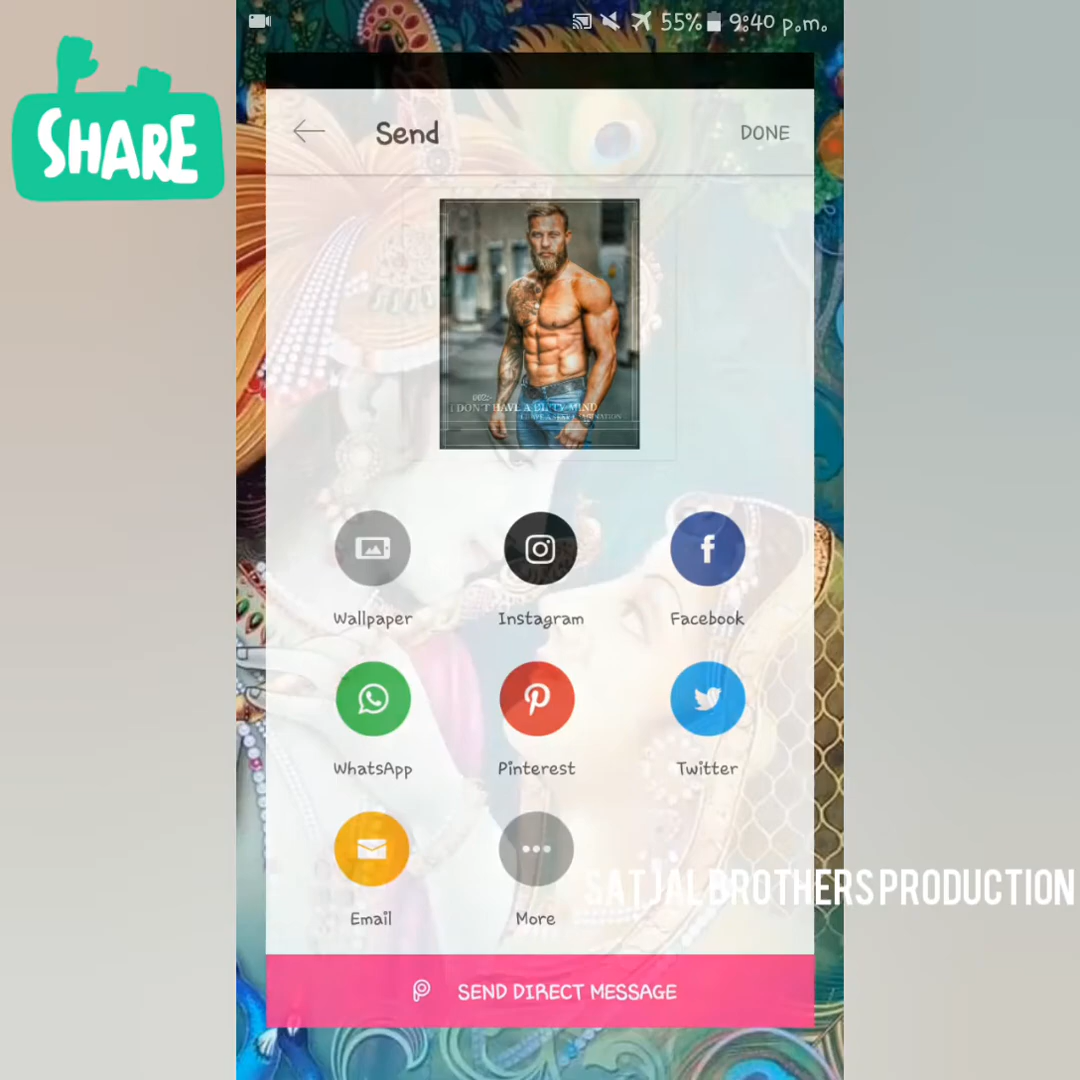 55% 9:40 p.m.
SHARE
Send
DONE
I DON'T HAVE A DIRTY MIND
Wallpaper
Instagram
Facebook
WhatsApp
Pinterest
Twitter
Email
More
SATJAL BROTHERS PRODUCTION
SEND DIRECT MESSAGE